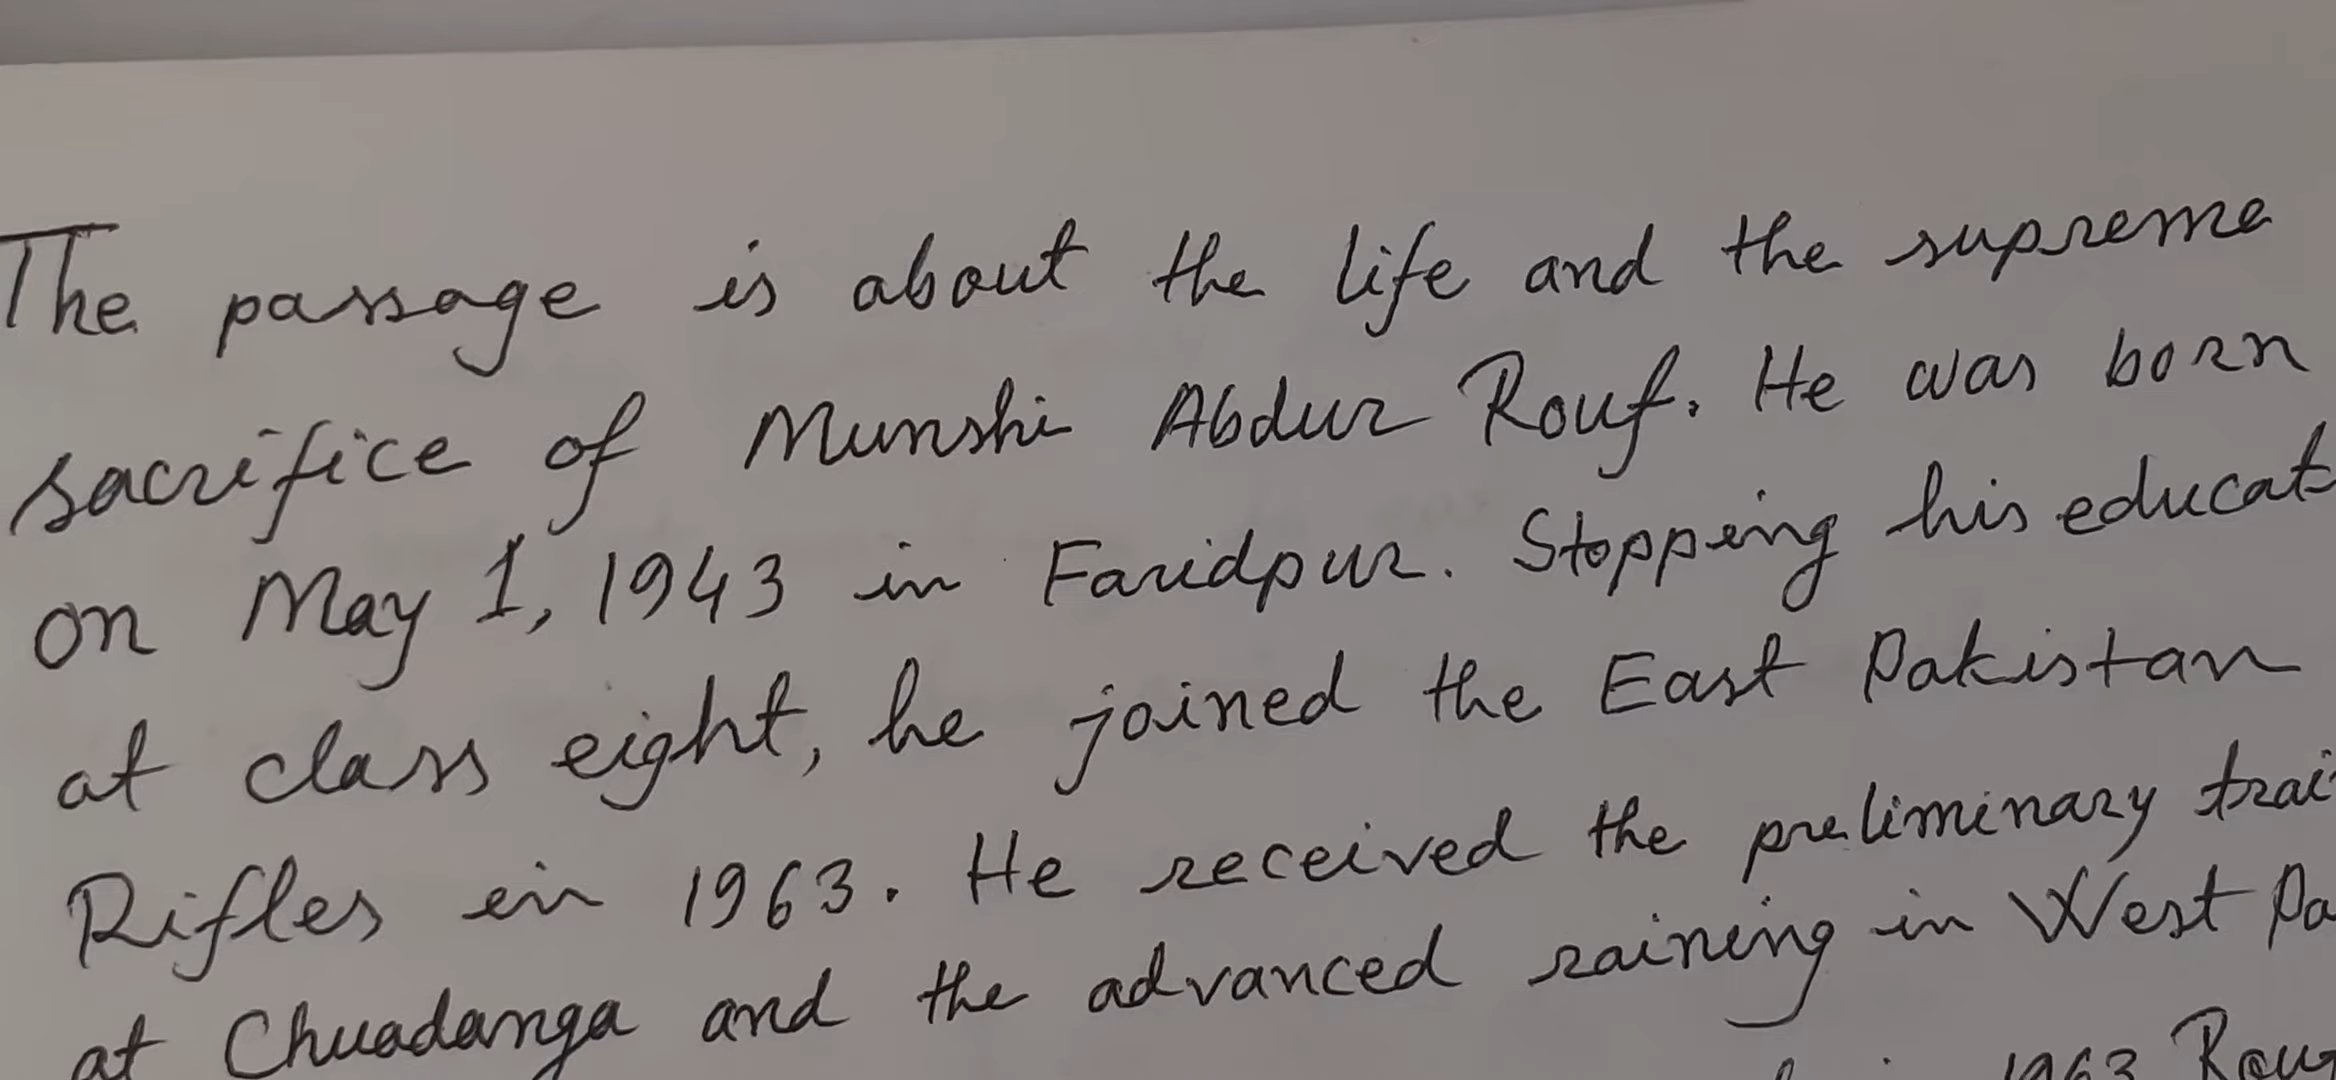 The passage is about the life and the supreme
sacrifice of Munshi Abdur Rouf. He was born
on May 1, 1943 in Faridpur. Stopping his educat
at class eight, he joined the East Pakistan
Rifles in 1963. He received the preliminary trai
at Chuadanga and the advanced raining in West Pa
1963 Rouf